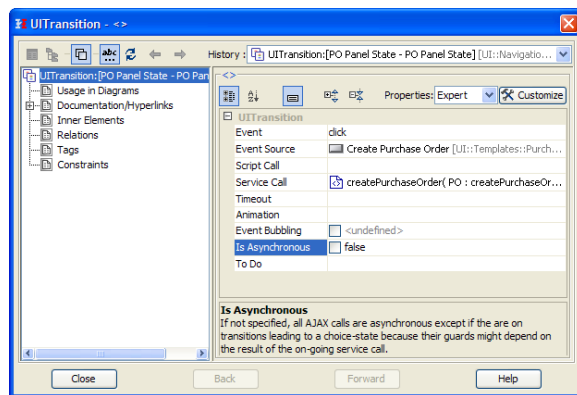 UITransition - <>
abc
History :
UITransition:[PO Panel State - PO Panel State] [UI::Navigatio...
UITransition:[PO Panel State - PO Pan
Usage in Diagrams
Documentation/Hyperlinks
Inner Elements
Relations
Tags
Constraints
<>
Properties: Expert Customize
UITransition
Event click
Event Source Create Purchase Order [UI::Templates::Purch...
Script Call
Service Call createPurchaseOrder( PO : createPurchaseOr...
Timeout
Animation
Event Bubbling <undefined>
Is Asynchronous false
To Do
Is Asynchronous
If not specified, all AJAX calls are asynchronous except if the are on
transitions leading to a choice-state because their guards might depend on
the result of the on-going service call.
Close Back Forward Help